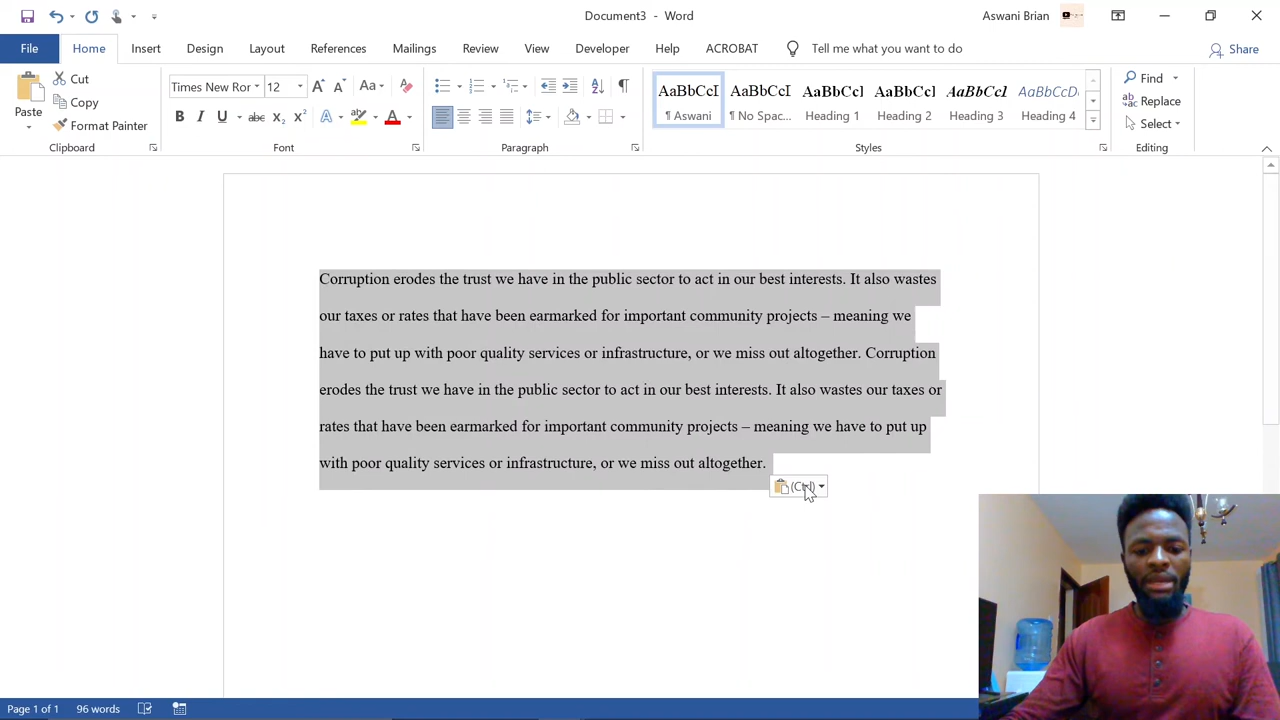 Document3 - Word
Aswani Brian
File Home Insert Design Layout References Mailings Review View Developer Help ACROBAT Tell me what you want to do Share
Paste
Cut
Copy
Format Painter
Clipboard
Times New Ror 12
Aa
B I U abc X₂ X² A A
Font
Paragraph
AaBbCcI AaBbCcI AaBbCcl AaBbCcl AaBbCcl AaBbCcDı
¶ Aswani ¶ No Spac... Heading 1 Heading 2 Heading 3 Heading 4
Styles
Find
Replace
Select
Editing
Corruption erodes the trust we have in the public sector to act in our best interests. It also wastes
our taxes or rates that have been earmarked for important community projects – meaning we
have to put up with poor quality services or infrastructure, or we miss out altogether. Corruption
erodes the trust we have in the public sector to act in our best interests. It also wastes our taxes or
rates that have been earmarked for important community projects – meaning we have to put up
with poor quality services or infrastructure, or we miss out altogether.
(Ctrl)
Page 1 of 1 96 words